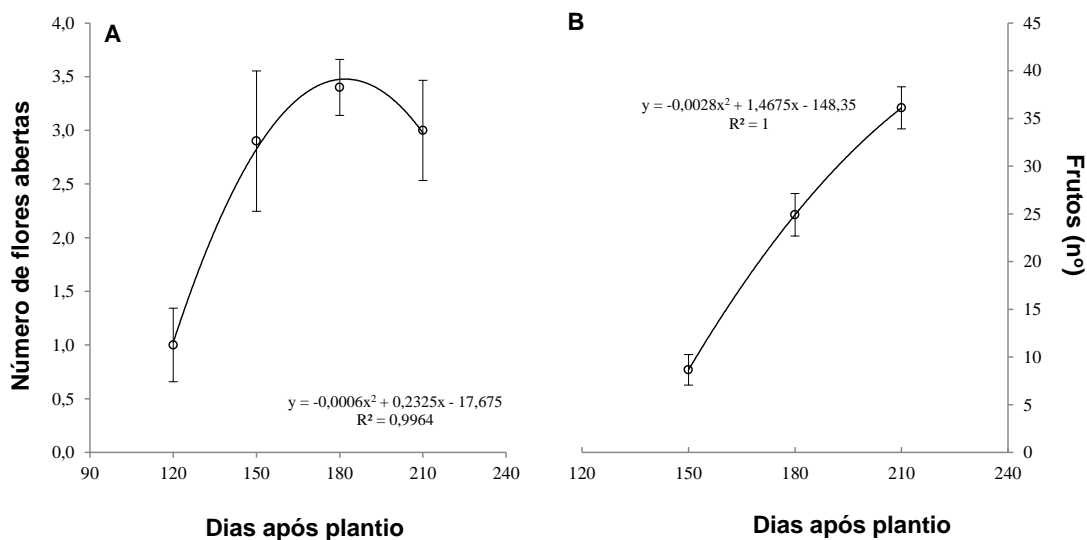 A
Número de flores abertas
4,0
3,5
3,0
2,5
2,0
1,5
1,0
0,5
0,0
y = -0,0006x² + 0,2325x - 17,675
R² = 0,9964
90 120 150 180 210 240
Dias após plantio
B
y = -0,0028x² + 1,4675x - 148,35
R² = 1
45
40
35
30
25
20
15
10
5
0
Frutos (nº)
120 150 180 210 240
Dias após plantio